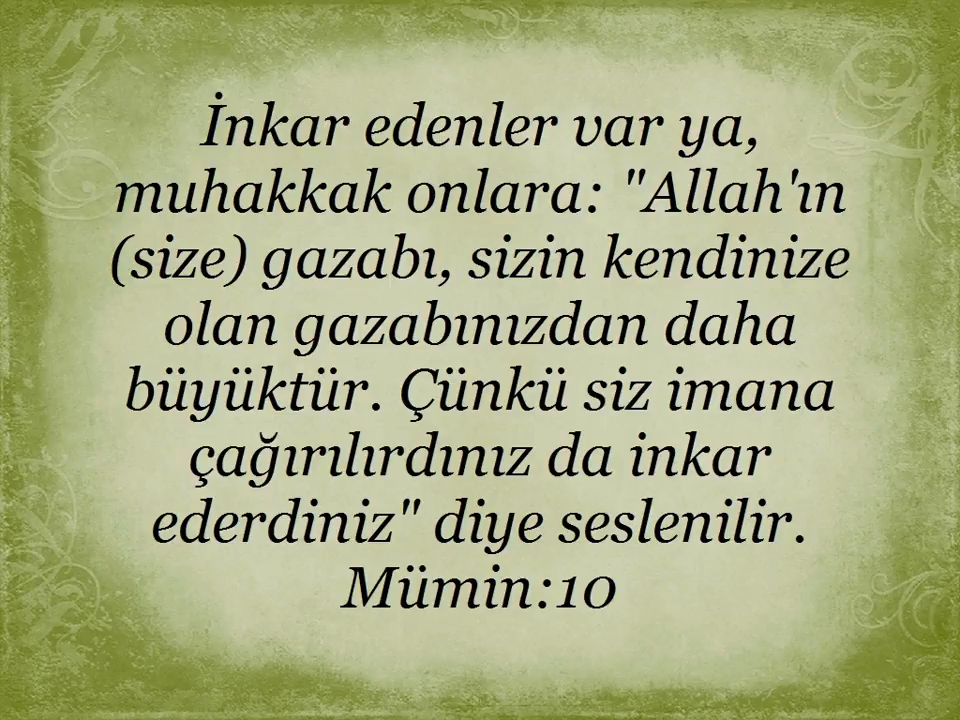 İnkar edenler var ya,
muhakkak onlara: "Allah'ın
(size) gazabı, sizin kendinize
olan gazabınızdan daha
büyüktür. Çünkü siz imana
çağırılırdınız da inkar
ederdiniz" diye seslenilir.
Mümin:10